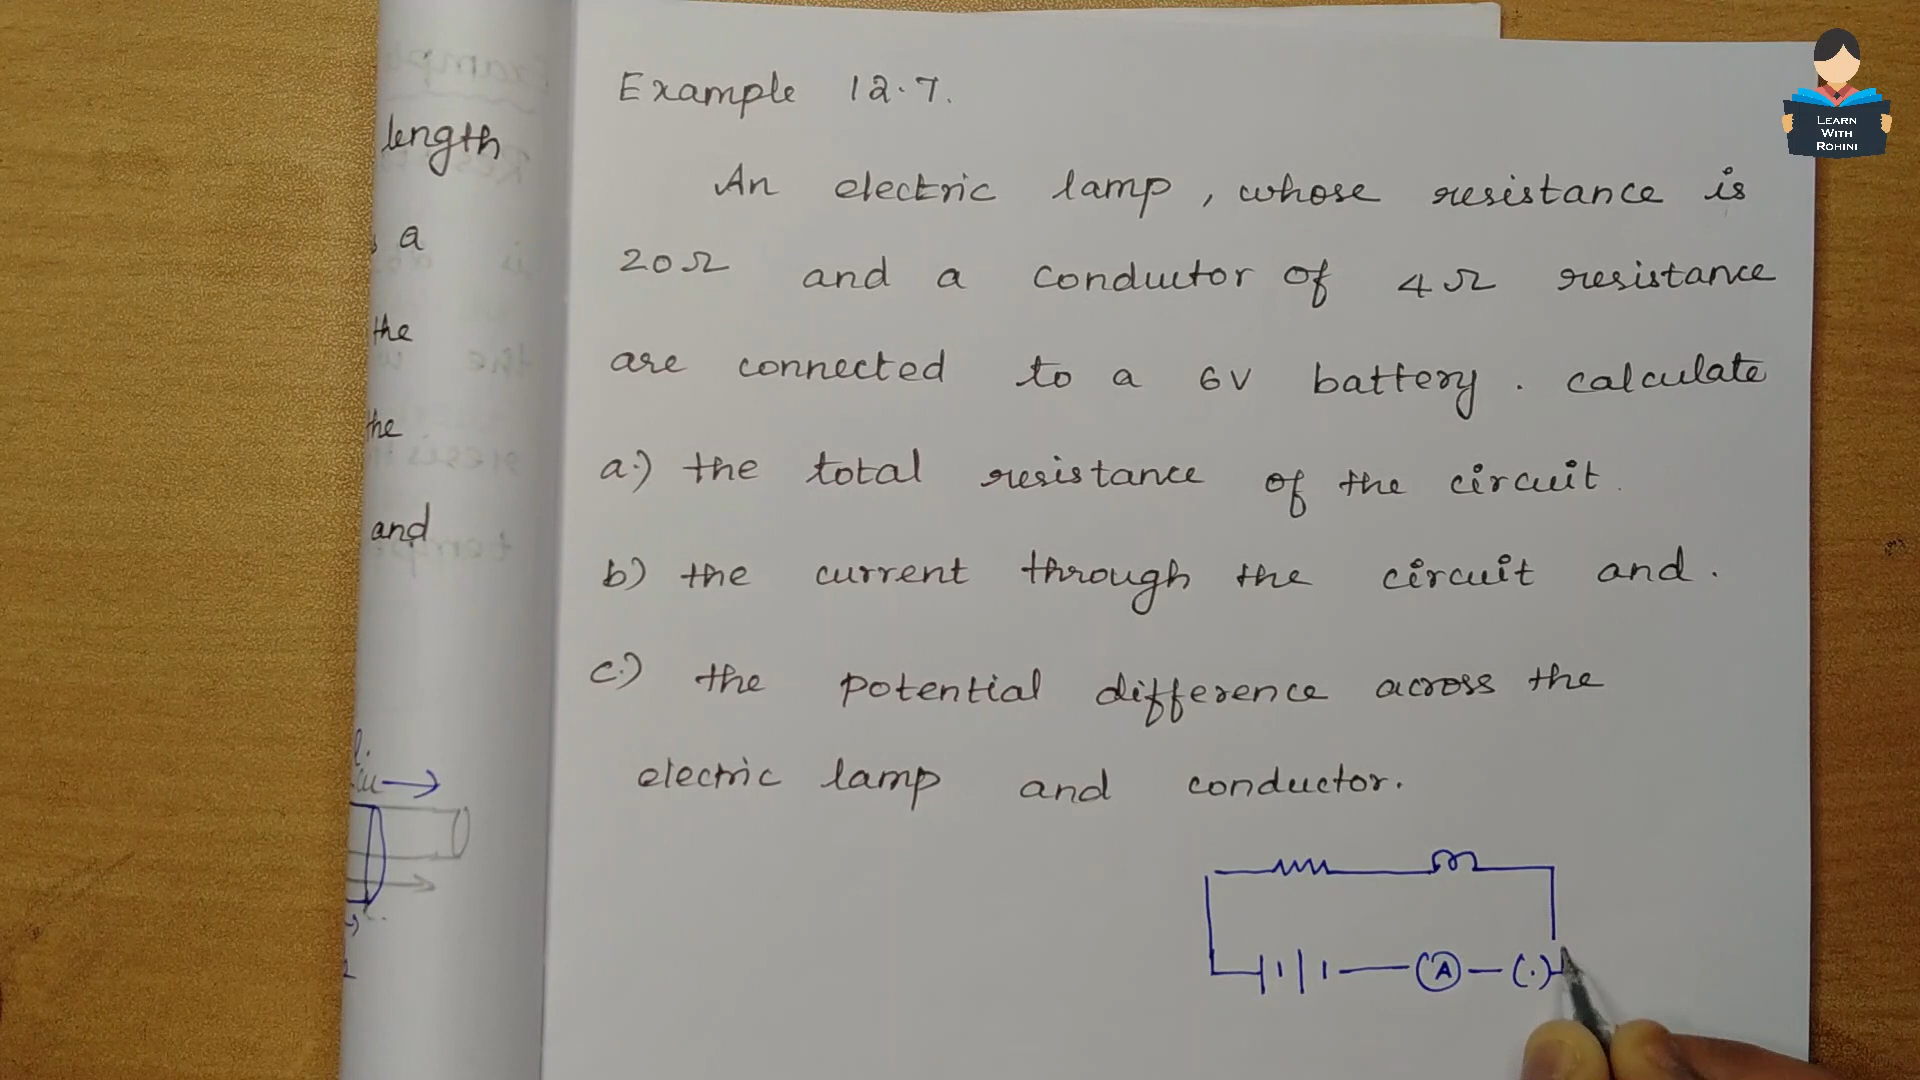 length
a
the
the
and
Example 12.7.
An electric lamp, whose resistance is
20Ω and a conductor of 4Ω resistance
are connected to a 6V battery. calculate
a.) the total resistance of the circuit.
b) the current through the circuit and.
c.) the potential difference across the
electric lamp and conductor.
A
LEARN
WITH
ROHINI